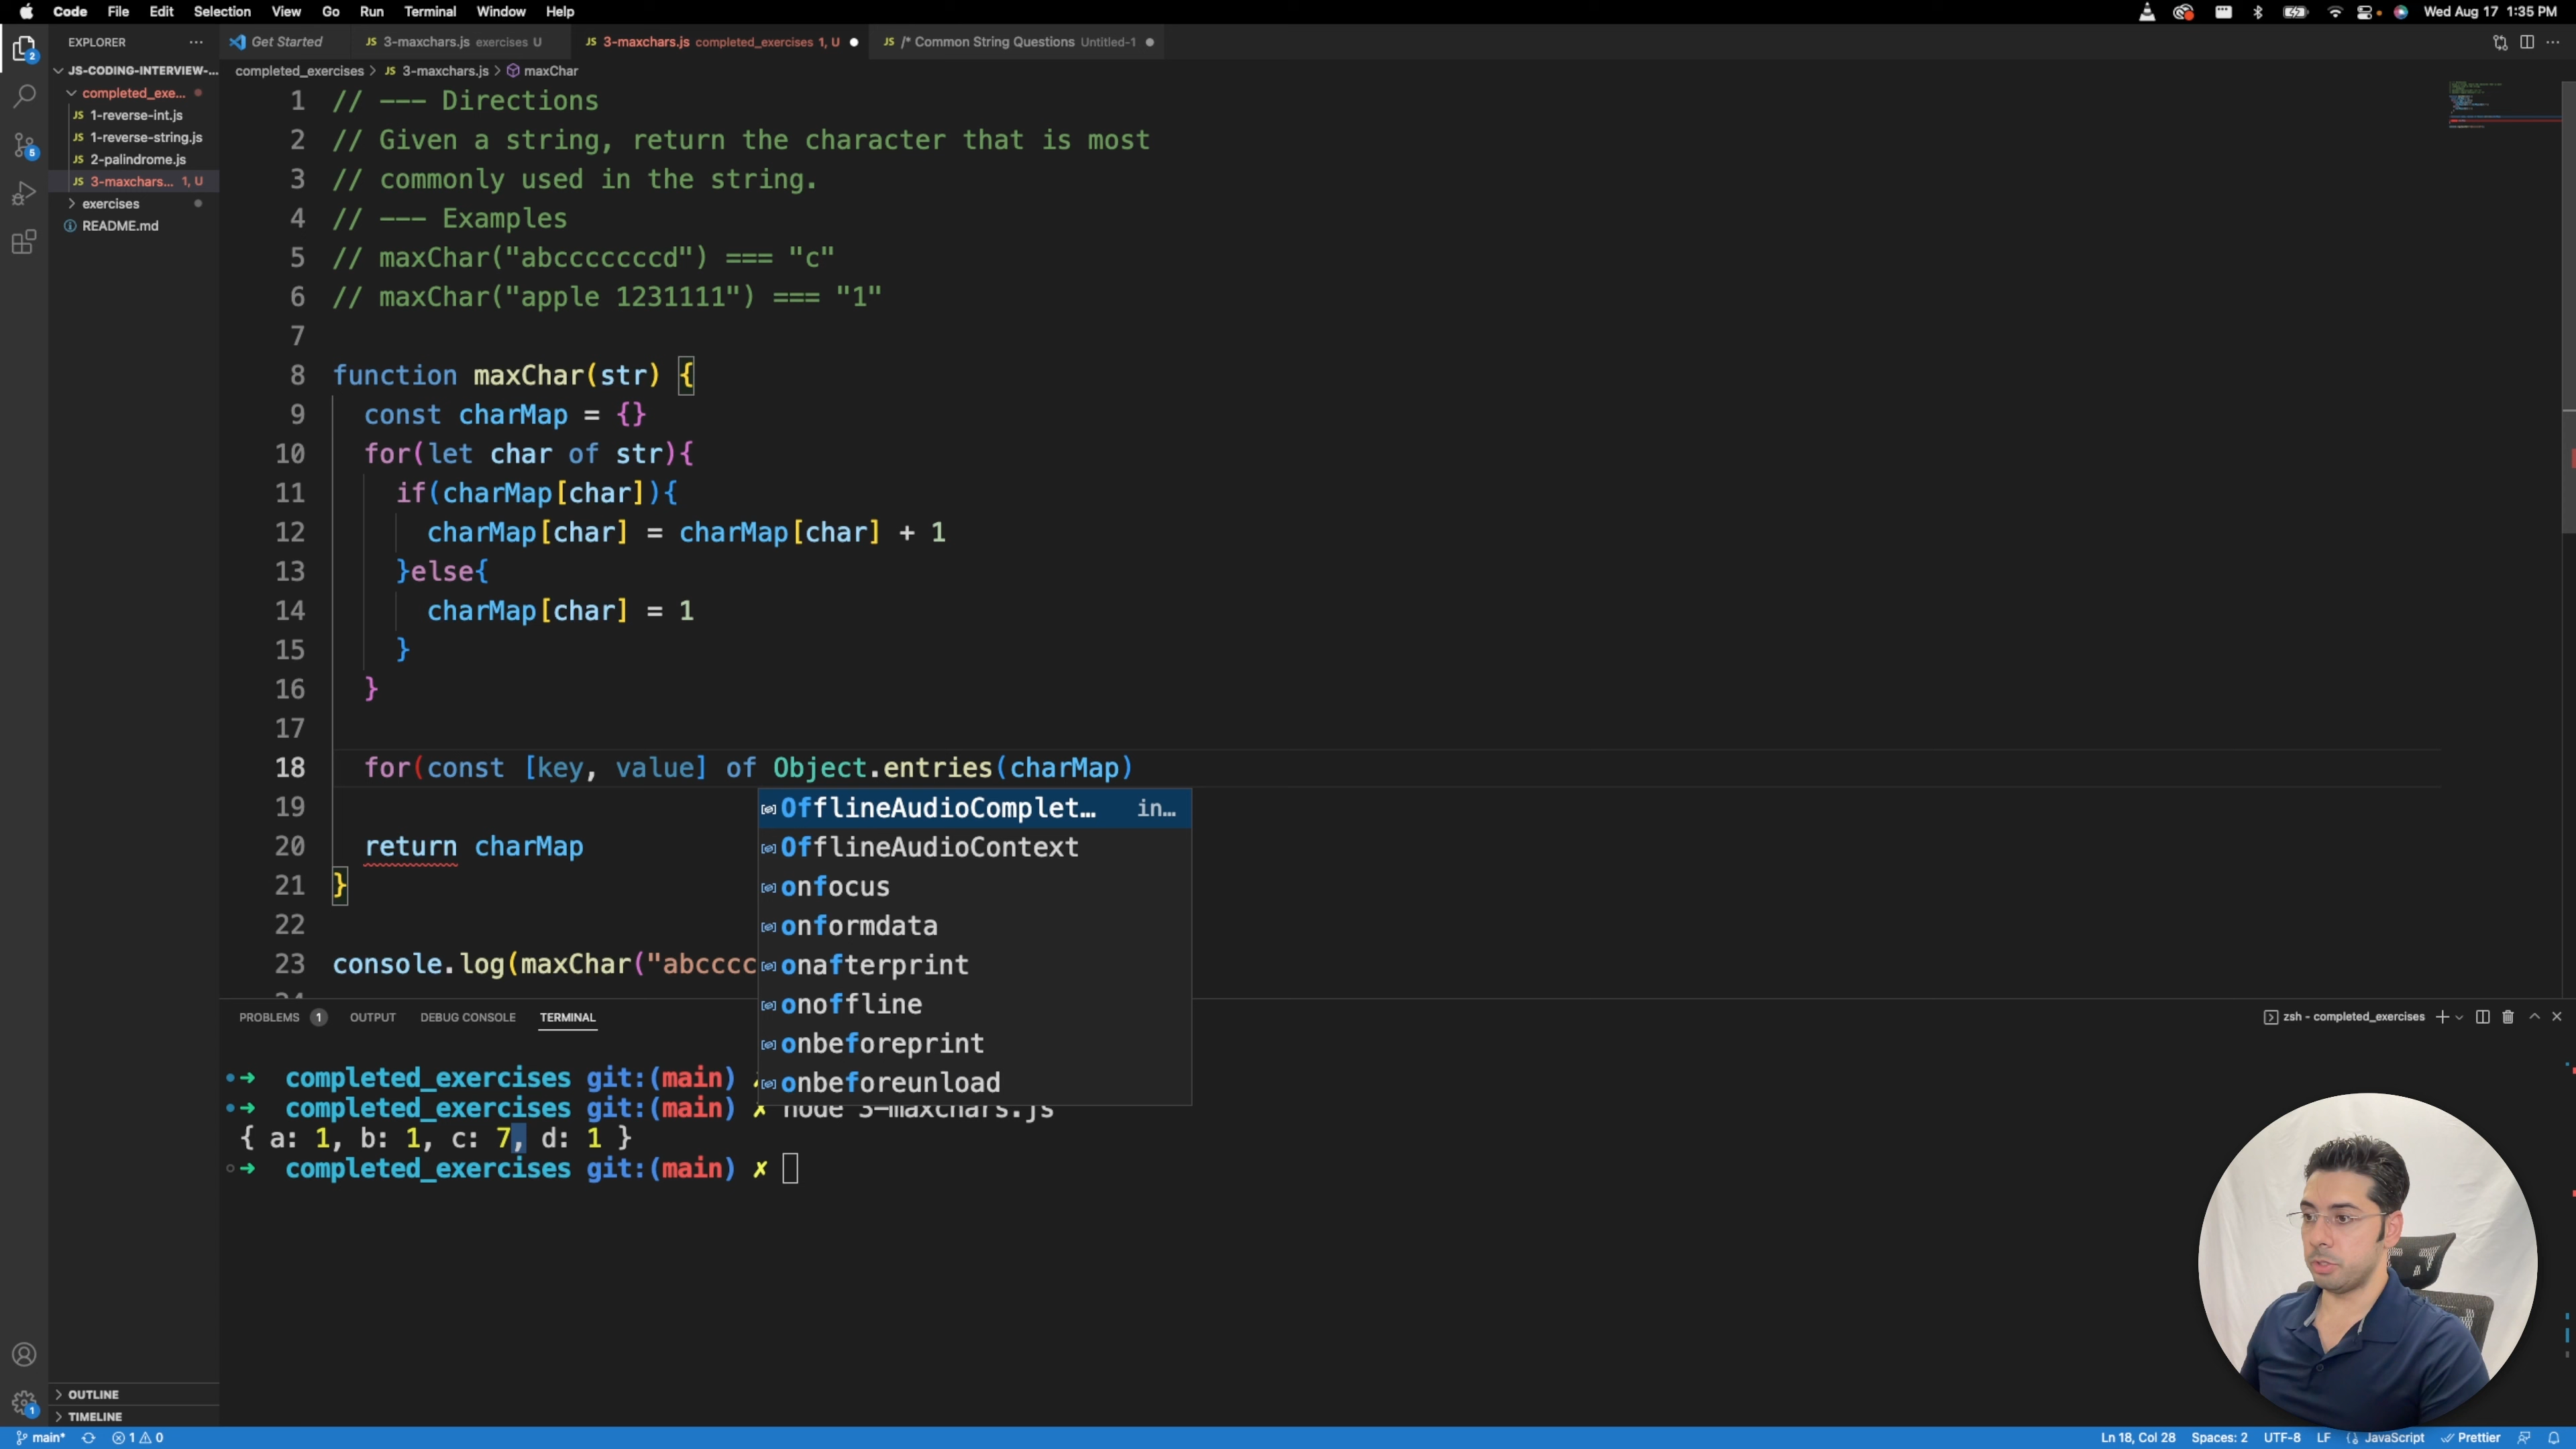 Code File Edit Selection View Go Run Terminal Window Help
Wed Aug 17 1:35 PM
EXPLORER
Get Started
JS 3-maxchars.js exercises U
JS 3-maxchars.js completed_exercises 1, U
JS /* Common String Questions Untitled-1
JS-CODING-INTERVIEW-...
completed_exercises > JS 3-maxchars.js > maxChar
completed_exe...
JS 1-reverse-int.js
JS 1-reverse-string.js
JS 2-palindrome.js
JS 3-maxchars... 1, U
exercises
README.md
2
5
1 // --- Directions
2 // Given a string, return the character that is most
3 // commonly used in the string.
4 // --- Examples
5 // maxChar("abcccccccd") === "c"
6 // maxChar("apple 1231111") === "1"
7
8 function maxChar(str) {
9 const charMap = {}
10 for(let char of str){
11 if(charMap[char]){
12 charMap[char] = charMap[char] + 1
13 }else{
14 charMap[char] = 1
15 }
16 }
17
18 for(const [key, value] of Object.entries(charMap)
19
20 return charMap
21 }
22
23 console.log(maxChar("abcccc
OfflineAudioComplet... in...
OfflineAudioContext
onfocus
onformdata
onafterprint
onoffline
onbeforeprint
onbeforeunload
PROBLEMS 1 OUTPUT DEBUG CONSOLE TERMINAL
zsh - completed_exercises
➜ completed_exercises git:(main)
➜ completed_exercises git:(main) ✗ node 3-maxchars.js
{ a: 1, b: 1, c: 7, d: 1 }
➜ completed_exercises git:(main) ✗
OUTLINE
TIMELINE
1
main* 1 0
Ln 18, Col 28 Spaces: 2 UTF-8 LF JavaScript Prettier